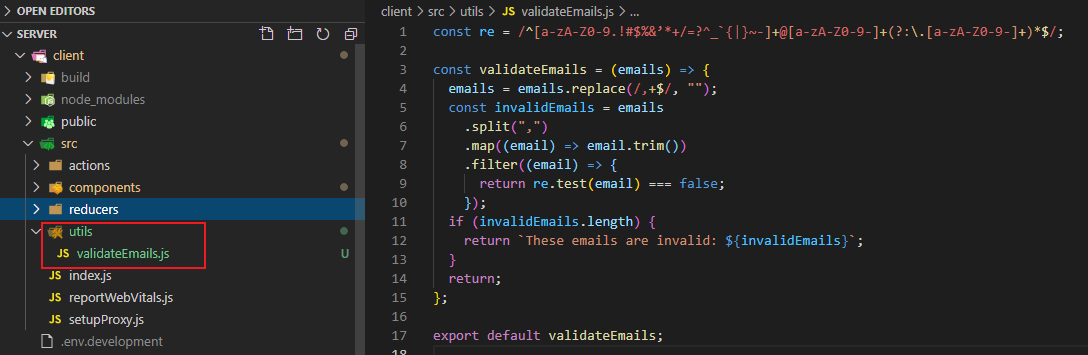 OPEN EDITORS
SERVER
client
build
node_modules
public
src
actions
components
reducers
utils
JS validateEmails.js U
JS index.js
JS reportWebVitals.js
JS setupProxy.js
.env.development
client > src > utils > JS validateEmails.js > ...
1 const re = /^[a-zA-Z0-9.!#$%&’*+/=?^_`{|}~-]+@[a-zA-Z0-9-]+(?:\.[a-zA-Z0-9-]+)*$/;
2
3 const validateEmails = (emails) => {
4 emails = emails.replace(/,+$/, "");
5 const invalidEmails = emails
6 .split(",")
7 .map((email) => email.trim())
8 .filter((email) => {
9 return re.test(email) === false;
10 });
11 if (invalidEmails.length) {
12 return `These emails are invalid: ${invalidEmails}`;
13 }
14 return;
15 };
16
17 export default validateEmails;
18